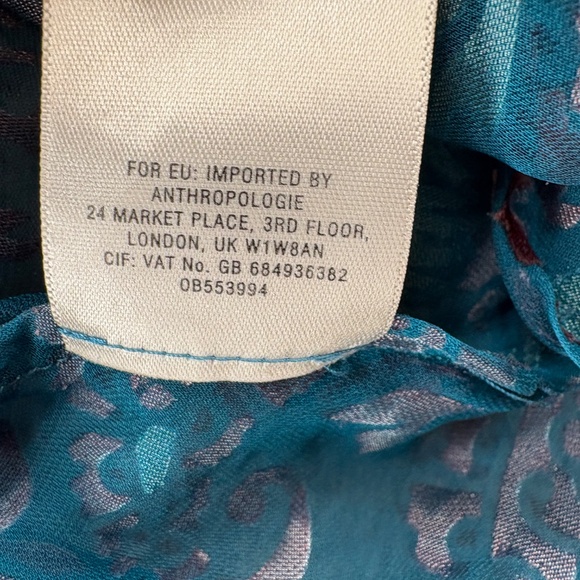 FOR EU: IMPORTED BY
ANTHROPOLOGIE
24 MARKET PLACE, 3RD FLOOR,
LONDON, UK W1W8AN
CIF: VAT No. GB 684936382
OB553994